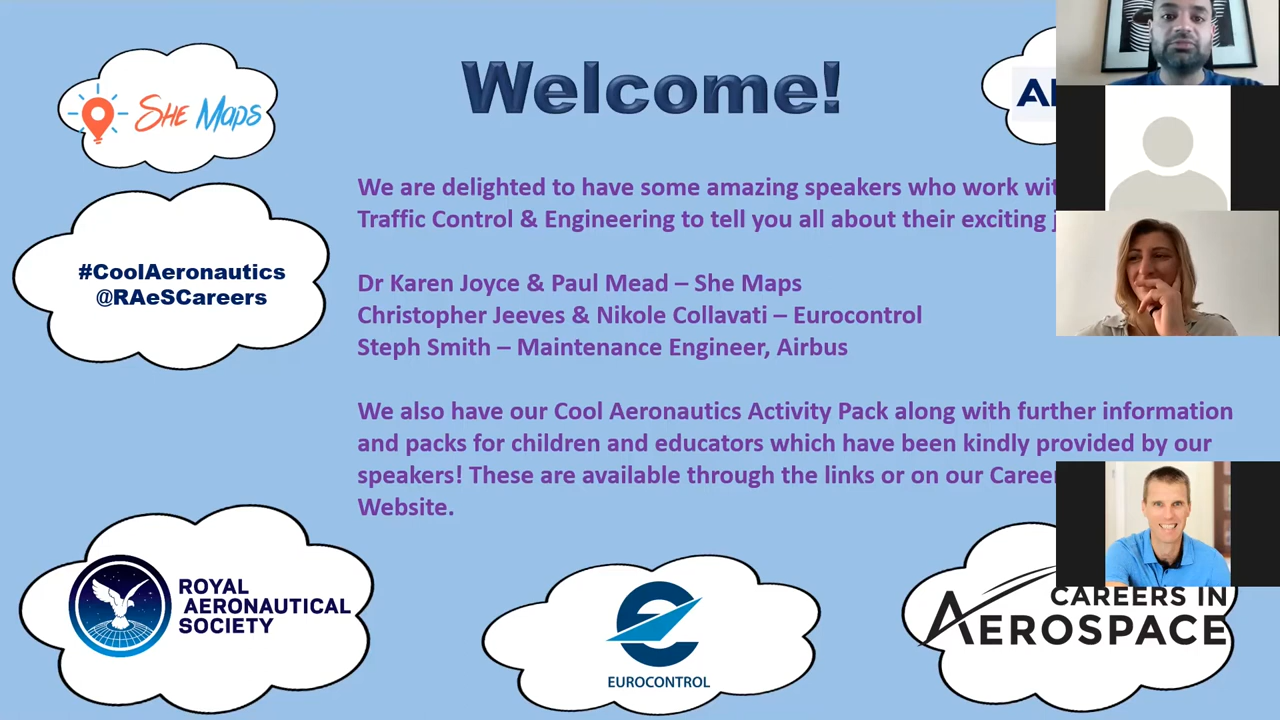 Welcome!
SHE MAPS
We are delighted to have some amazing speakers who work
Traffic Control & Engineering to tell you all about their exciting
#CoolAeronautics
@RAeSCareers
Dr Karen Joyce & Paul Mead – She Maps
Christopher Jeeves & Nikole Collavati – Eurocontrol
Steph Smith – Maintenance Engineer, Airbus
We also have our Cool Aeronautics Activity Pack along with further information
and packs for children and educators which have been kindly provided by our
speakers! These are available through the links or on our
Website.
ROYAL
AERONAUTICAL
SOCIETY
EUROCONTROL
CAREERS IN
AEROSPACE